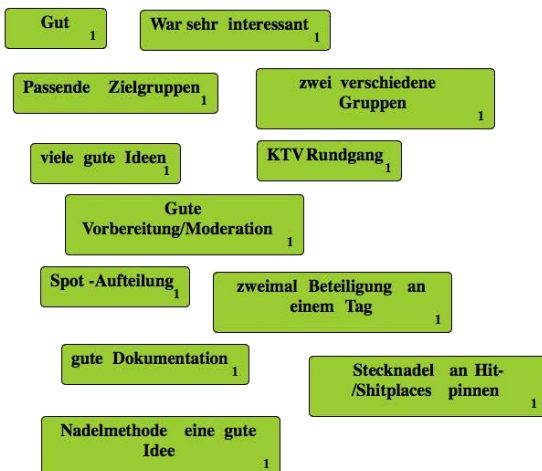 Gut
1
War sehr interessant
1
Passende Zielgruppen
1
zwei verschiedene
Gruppen
1
viele gute Ideen
1
KTV Rundgang
1
Gute
Vorbereitung/Moderation
1
Spot -Aufteilung
1
zweimal Beteiligung an
einem Tag
1
gute Dokumentation
1
Stecknadel an Hit-
/Shitplaces pinnen
1
Nadelmethode eine gute
Idee
1